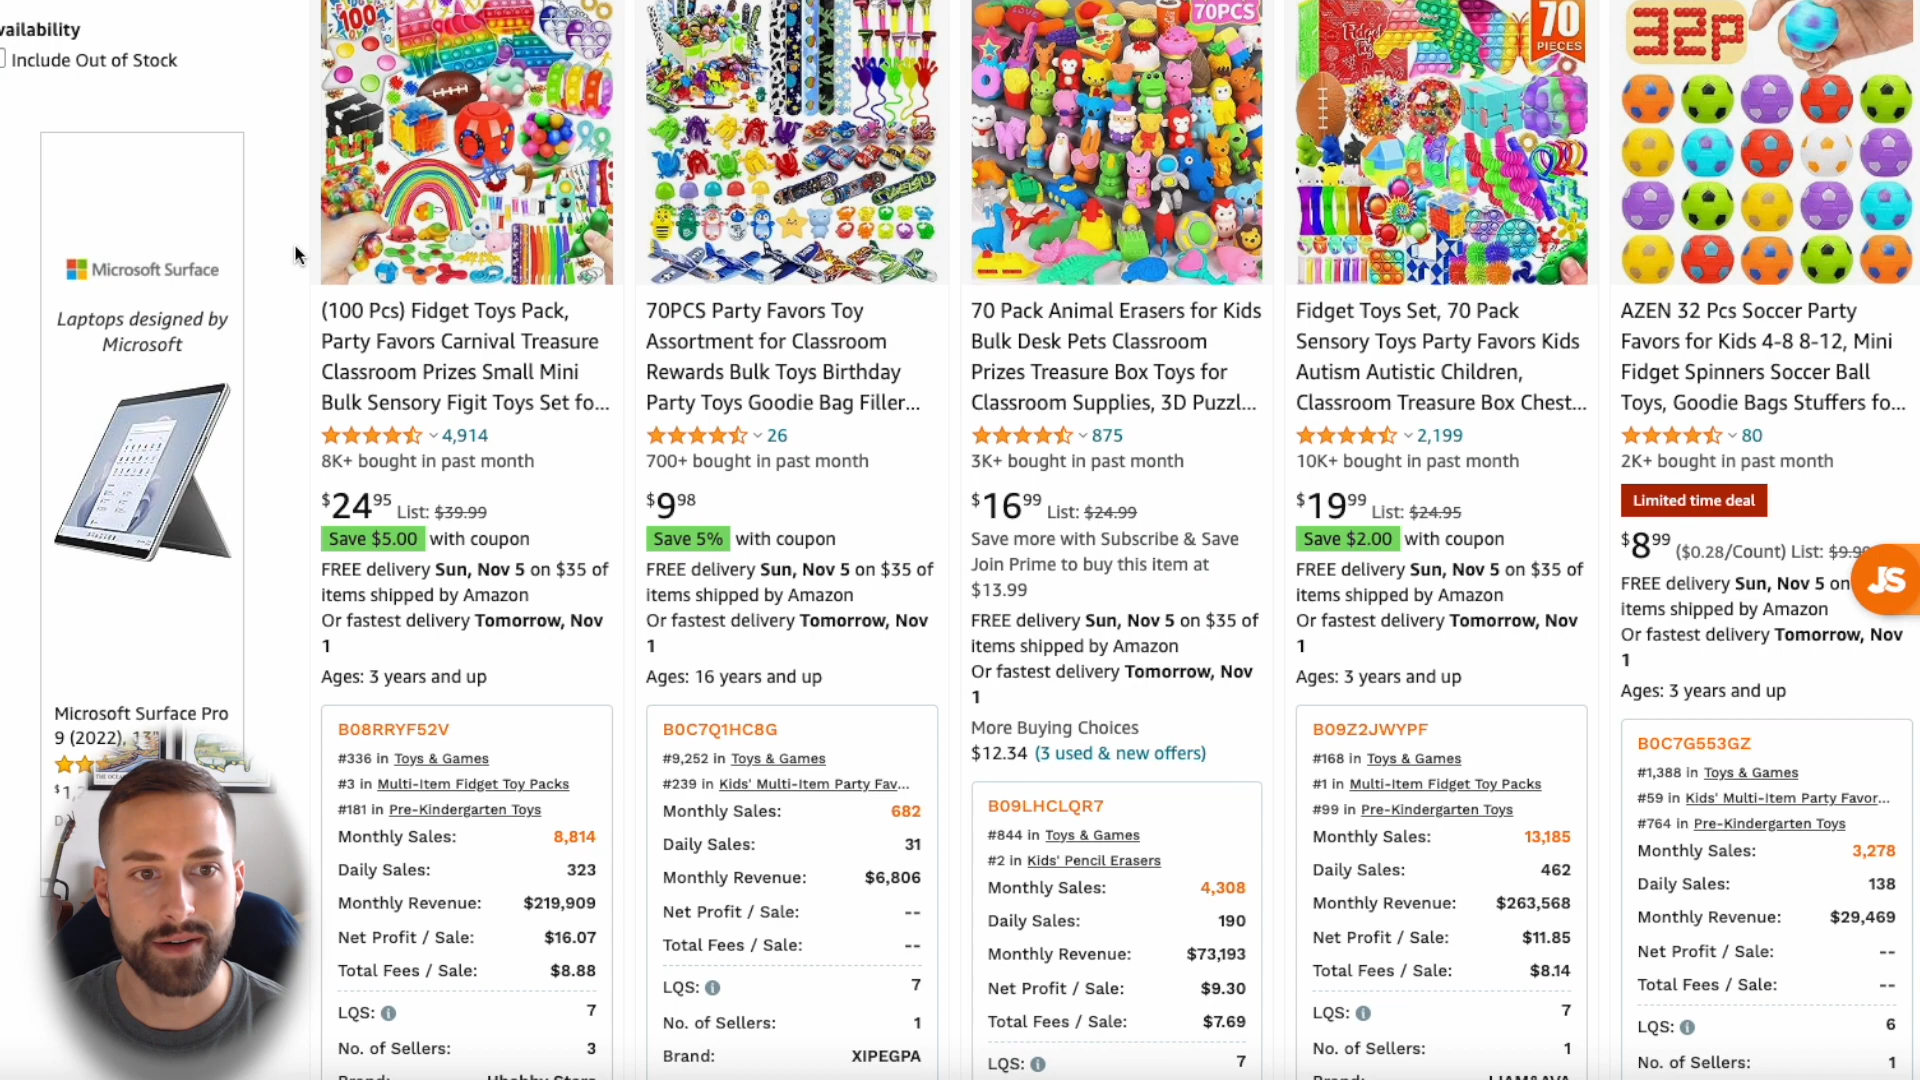 vailability
Include Out of Stock
Microsoft Surface
Laptops designed by
Microsoft
Microsoft Surface Pro
9 (2022), 13"
$1,
100
(100 Pc) Fidget Toys Pack,
Party Favors Carnival Treasure
Classroom Prizes Small Mini
Bulk Sensory Figit Toys Set fo...
4,914
8K+ bought in past month
$24.95 List: $39.99
Save $5.00 with coupon
FREE delivery Sun, Nov 5 on $35 of
items shipped by Amazon
Or fastest delivery Tomorrow, Nov
1
Ages: 3 years and up
B08RRYF52V
#336 in Toys & Games
#3 in Multi-Item Fidget Toy Packs
#181 in Pre-Kindergarten Toys
Monthly Sales: 8,814
Daily Sales: 323
Monthly Revenue: $219,909
Net Profit / Sale: $16.07
Total Fees / Sale: $8.88
LQS: 7
No. of Sellers: 3
70PCS Party Favors Toy
Assortment for Classroom
Rewards Bulk Toys Birthday
Party Toys Goodie Bag Filler...
26
700+ bought in past month
$9.98
Save 5% with coupon
FREE delivery Sun, Nov 5 on $35 of
items shipped by Amazon
Or fastest delivery Tomorrow, Nov
1
Ages: 16 years and up
B0C7Q1HC8G
#9,252 in Toys & Games
#239 in Kids' Multi-Item Party Fav...
Monthly Sales: 682
Daily Sales: 31
Monthly Revenue: $6,806
Net Profit / Sale: --
Total Fees / Sale: --
LQS: 7
No. of Sellers: 1
Brand: XIPEGPA
70PCS
70 Pack Animal Erasers for Kids
Bulk Desk Pets Classroom
Prizes Treasure Box Toys for
Classroom Supplies, 3D Puzzl...
875
3K+ bought in past month
$16.99 List: $24.99
Save more with Subscribe & Save
Join Prime to buy this item at
$13.99
FREE delivery Sun, Nov 5 on $35 of
items shipped by Amazon
Or fastest delivery Tomorrow, Nov
1
More Buying Choices
$12.34 (3 used & new offers)
B09LHCLQR7
#844 in Toys & Games
#2 in Kids' Pencil Erasers
Monthly Sales: 4,308
Daily Sales: 190
Monthly Revenue: $73,193
Net Profit / Sale: $9.30
Total Fees / Sale: $7.69
LQS: 7
70
PIECES
Fidget Toys Set, 70 Pack
Sensory Toys Party Favors Kids
Autism Autistic Children,
Classroom Treasure Box Chest...
2,199
10K+ bought in past month
$19.99 List: $24.95
Save $2.00 with coupon
FREE delivery Sun, Nov 5 on $35 of
items shipped by Amazon
Or fastest delivery Tomorrow, Nov
1
Ages: 3 years and up
B09Z2JWYPF
#168 in Toys & Games
#1 in Multi-Item Fidget Toy Packs
#99 in Pre-Kindergarten Toys
Monthly Sales: 13,185
Daily Sales: 462
Monthly Revenue: $263,568
Net Profit / Sale: $11.85
Total Fees / Sale: $8.14
LQS: 7
No. of Sellers: 1
32P
AZEN 32 Pcs Soccer Party
Favors for Kids 4-8 8-12, Mini
Fidget Spinners Soccer Ball
Toys, Goodie Bags Stuffers fo...
80
2K+ bought in past month
Limited time deal
$8.99 ($0.28/Count) List: $9.99
FREE delivery Sun, Nov 5 on
items shipped by Amazon
Or fastest delivery Tomorrow, Nov
1
Ages: 3 years and up
JS
B0C7G553GZ
#1,388 in Toys & Games
#59 in Kids' Multi-Item Party Favor...
#764 in Pre-Kindergarten Toys
Monthly Sales: 3,278
Daily Sales: 138
Monthly Revenue: $29,469
Net Profit / Sale: --
Total Fees / Sale: --
LQS: 6
No. of Sellers: 1